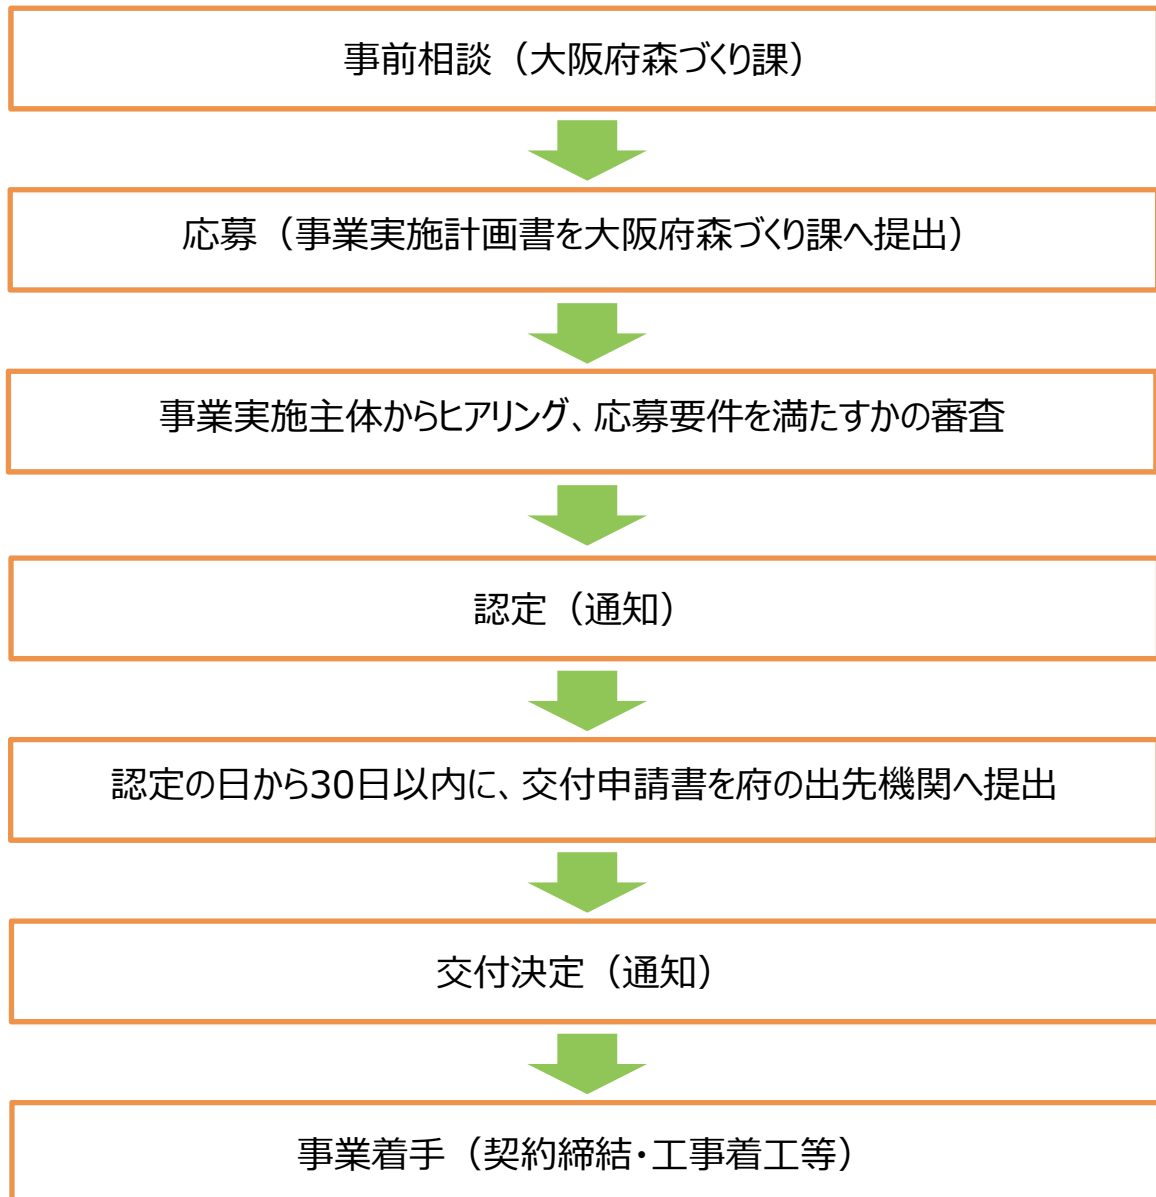 事前相談（大阪府森づくり課）
応募（事業実施計画書を大阪府森づくり課へ提出）
事業実施主体からヒアリング、応募要件を満たすかの審査
認定（通知）
認定の日から30日以内に、交付申請書を府の出先機関へ提出
交付決定（通知）
事業着手（契約締結・工事着工等）